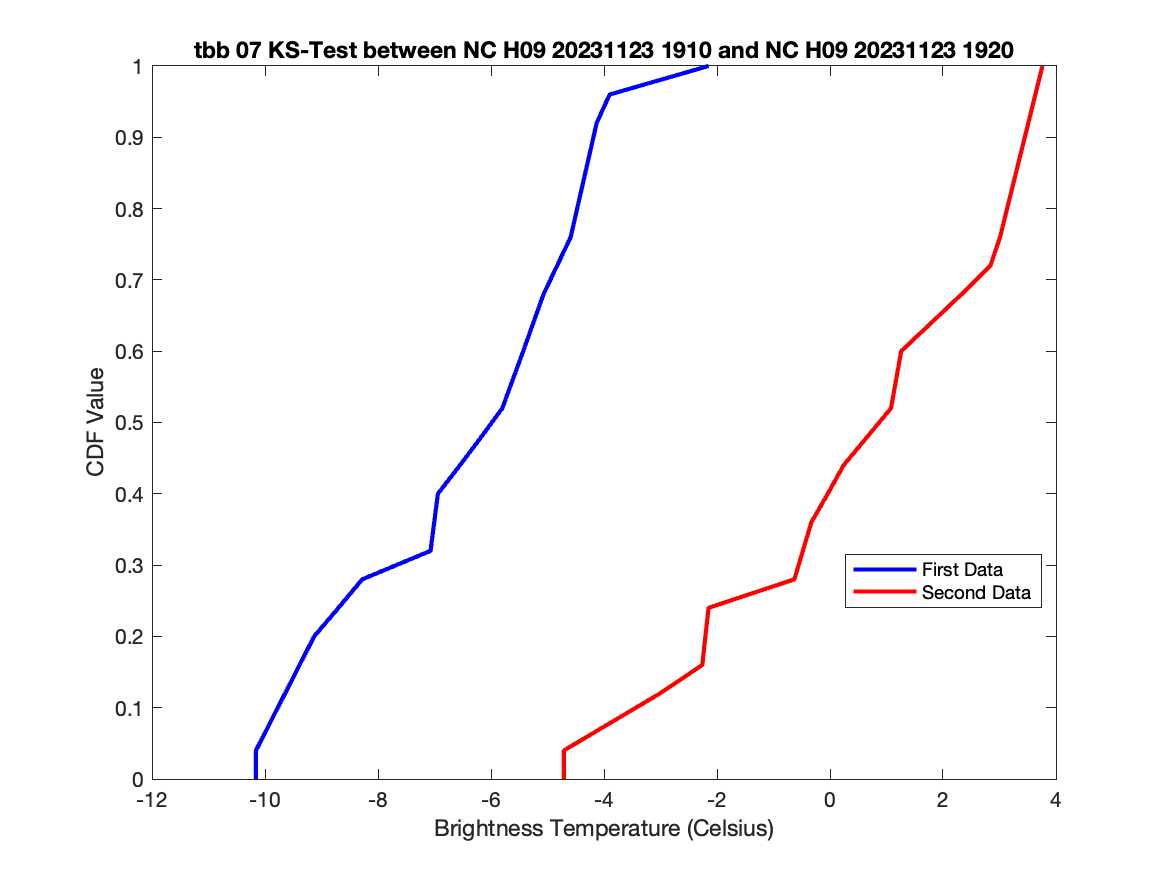 tbb 07 KS-Test between NC H09 20231123 1910 and NC H09 20231123 1920
1
0.9
0.8
0.7
0.6
0.5
0.4
0.3
0.2
0.1
0
CDF Value
First Data
Second Data
-12 -10 -8 -6 -4 -2 0 2 4
Brightness Temperature (Celsius)